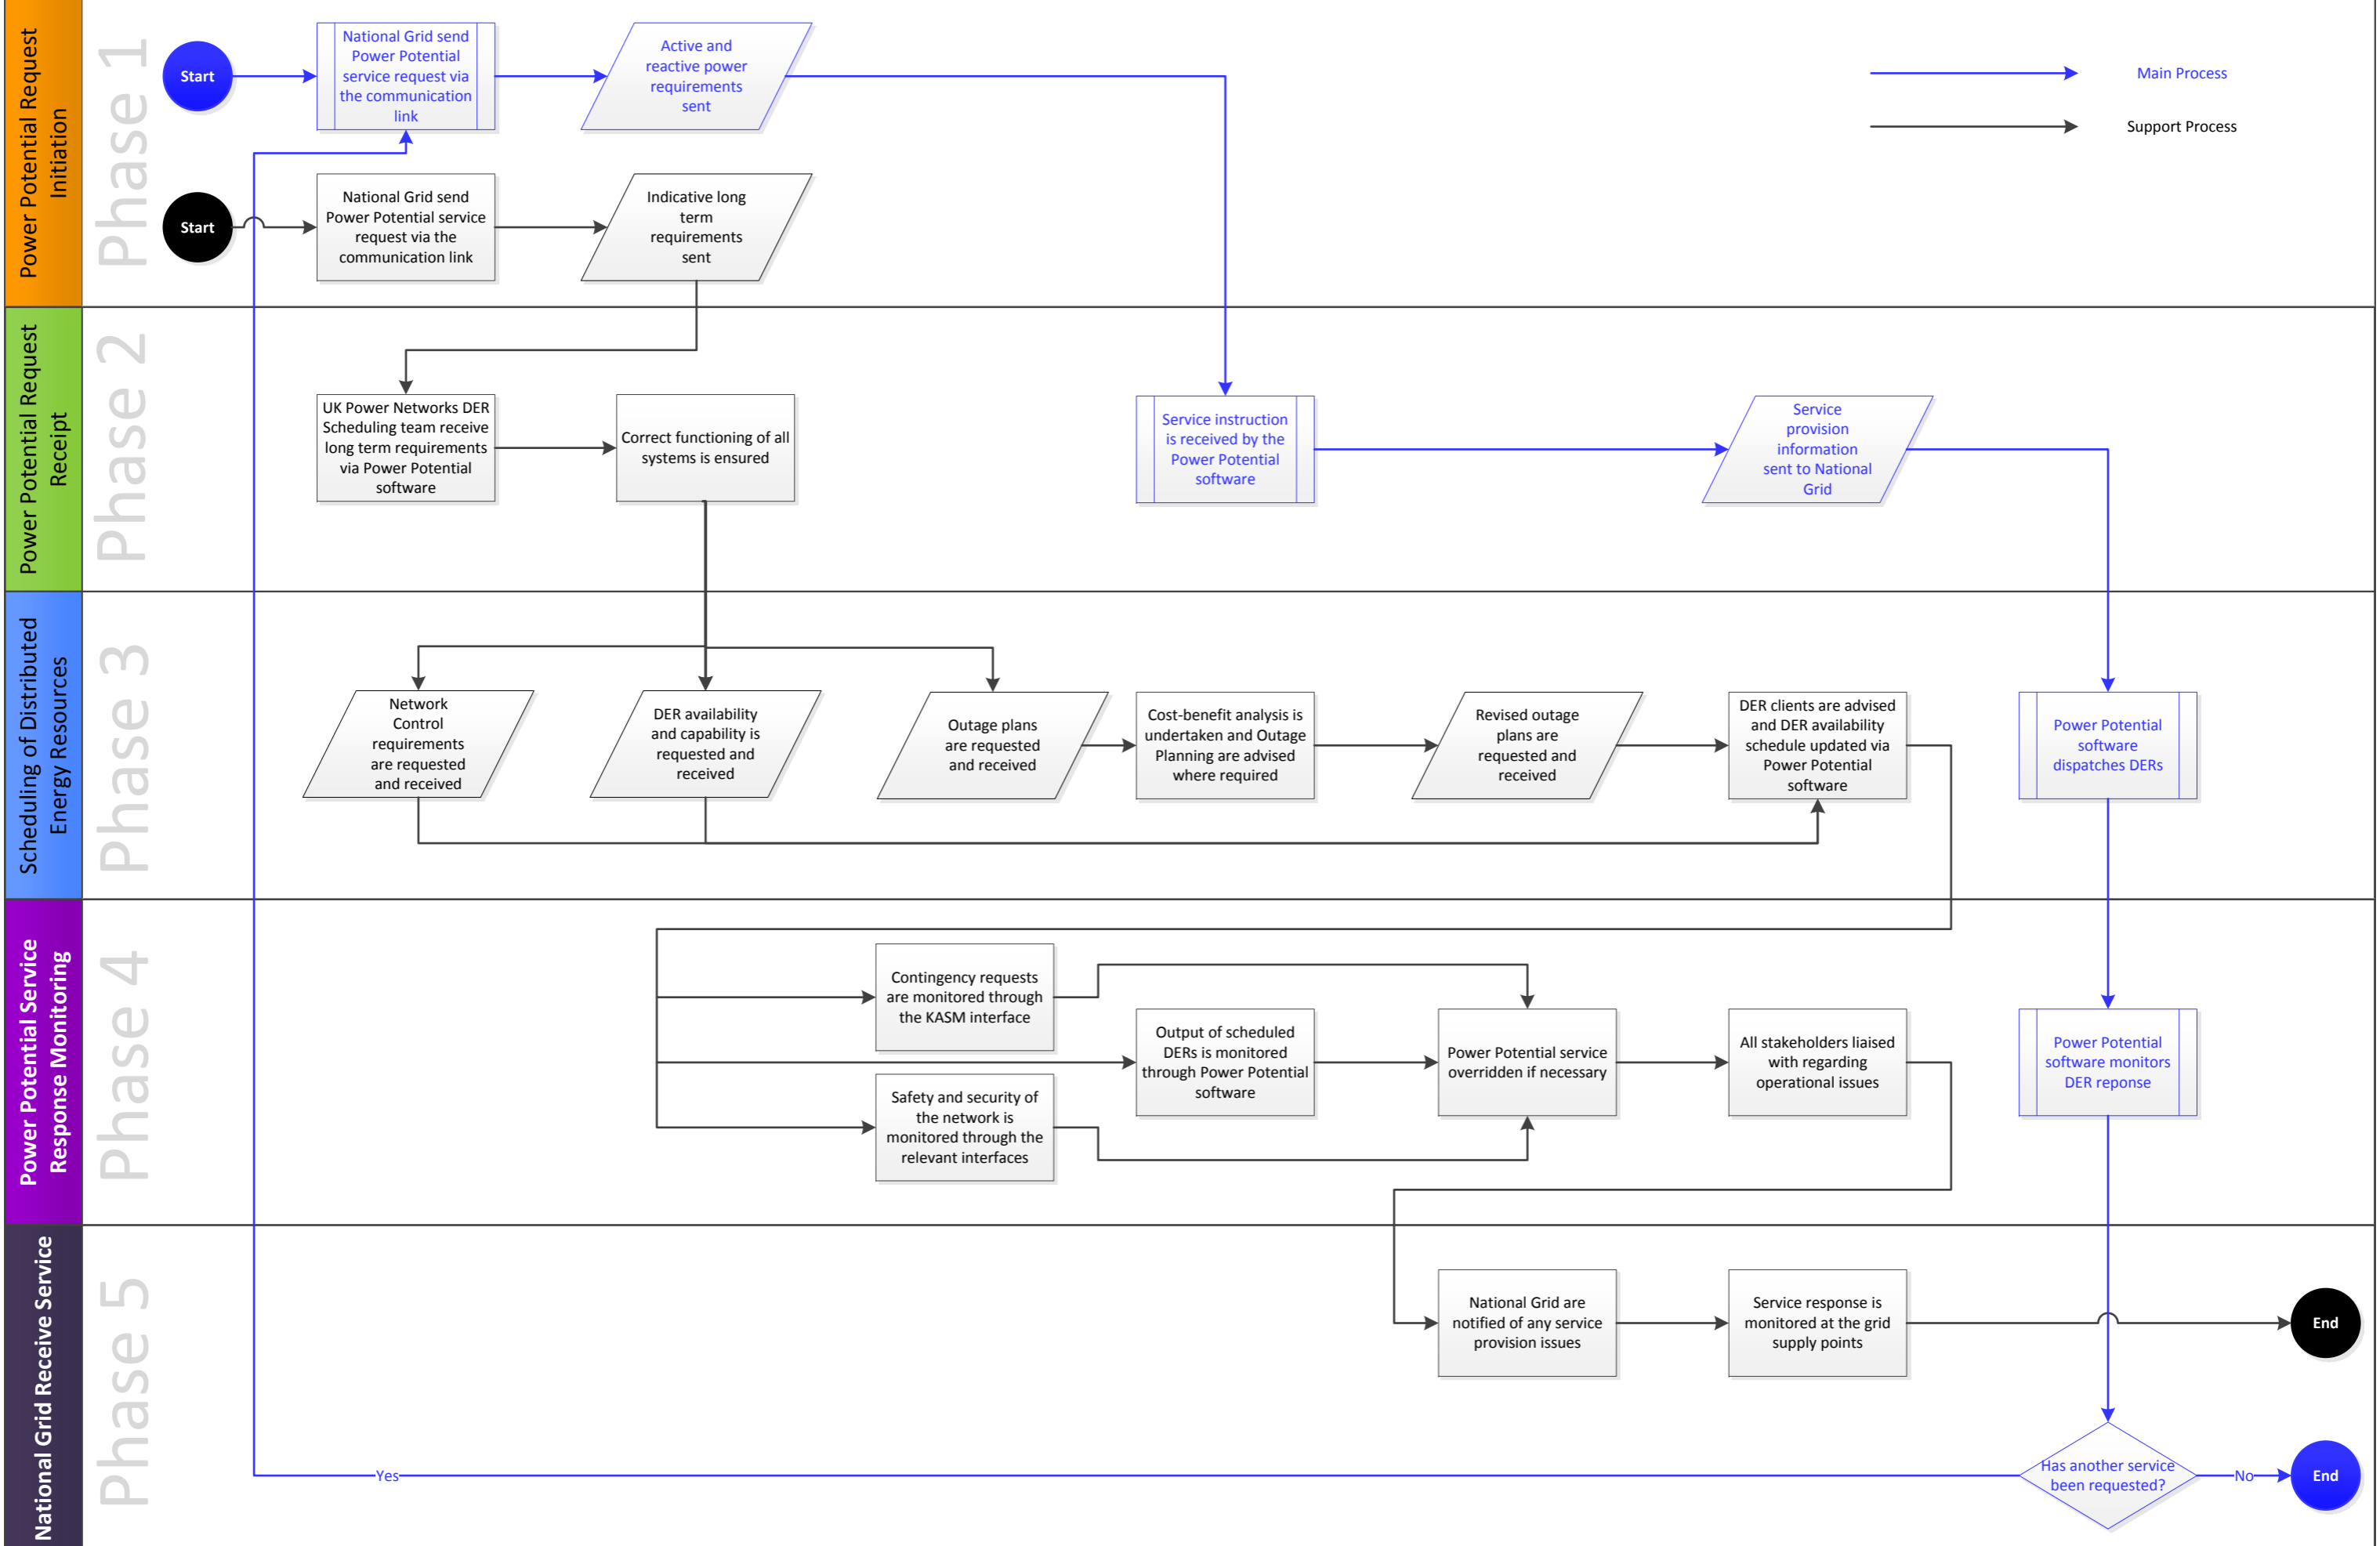 Power Potential Request
Initiation
Phase 1
Start
National Grid send
Power Potential
service request via
the communication
link
Active and
reactive power
requirements
sent
Main Process
Support Process
Start
National Grid send
Power Potential service
request via the
communication link
Indicative long
term
requirements
sent
Power Potential Request
Receipt
Phase 2
UK Power Networks DER
Scheduling team receive
long term requirements
via Power Potential
software
Correct functioning of all
systems is ensured
Service instruction
is received by the
Power Potential
software
Service
provision
information
sent to National
Grid
Scheduling of Distributed
Energy Resources
Phase 3
Network
Control
requirements
are requested
and received
DER availability
and capability is
requested and
received
Outage plans
are requested
and received
Cost-benefit analysis is
undertaken and Outage
Planning are advised
where required
Revised outage
plans are
requested and
received
DER clients are advised
and DER availability
schedule updated via
Power Potential
software
Power Potential
software
dispatches DERs
Power Potential Service
Response Monitoring
Phase 4
Contingency requests
are monitored through
the KASM interface
Output of scheduled
DERs is monitored
through Power Potential
software
Safety and security of
the network is
monitored through the
relevant interfaces
Power Potential service
overridden if necessary
All stakeholders liaised
with regarding
operational issues
Power Potential
software monitors
DER reponse
National Grid Receive Service
Phase 5
National Grid are
notified of any service
provision issues
Service response is
monitored at the grid
supply points
End
Has another service
been requested?
Yes
No
End